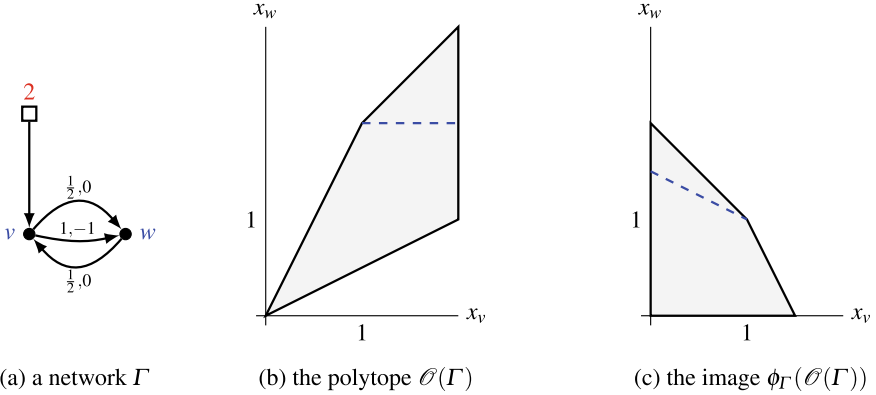 2
½,0
v 1,−1 w
½,0
x_w
1
x_v
1
x_w
1
x_v
1
(a) a network Γ
(b) the polytope 𝒪(Γ)
(c) the image ϕ_Γ(𝒪(Γ))